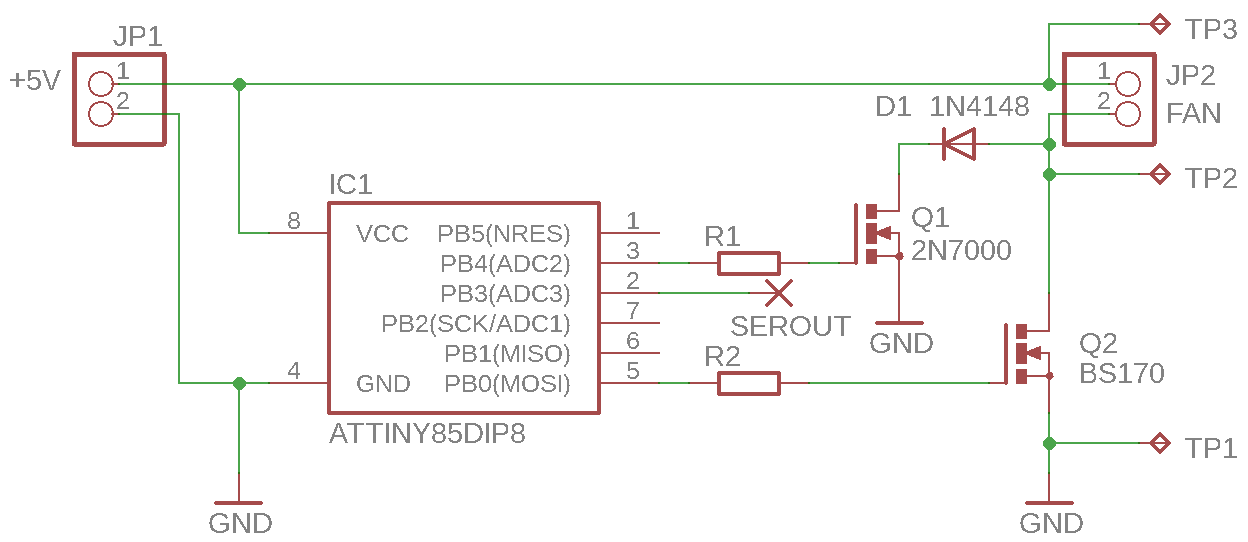 JP1
+5V
1
2
TP3
1
2
JP2
FAN
D1 1N4148
TP2
IC1
8
VCC
4
GND
PB5(NRES)
1
PB4(ADC2)
3
PB3(ADC3)
2
PB2(SCK/ADC1)
7
PB1(MISO)
6
PB0(MOSI)
5
ATTINY85DIP8
R1
SEROUT
R2
Q1
2N7000
GND
Q2
BS170
TP1
GND
GND